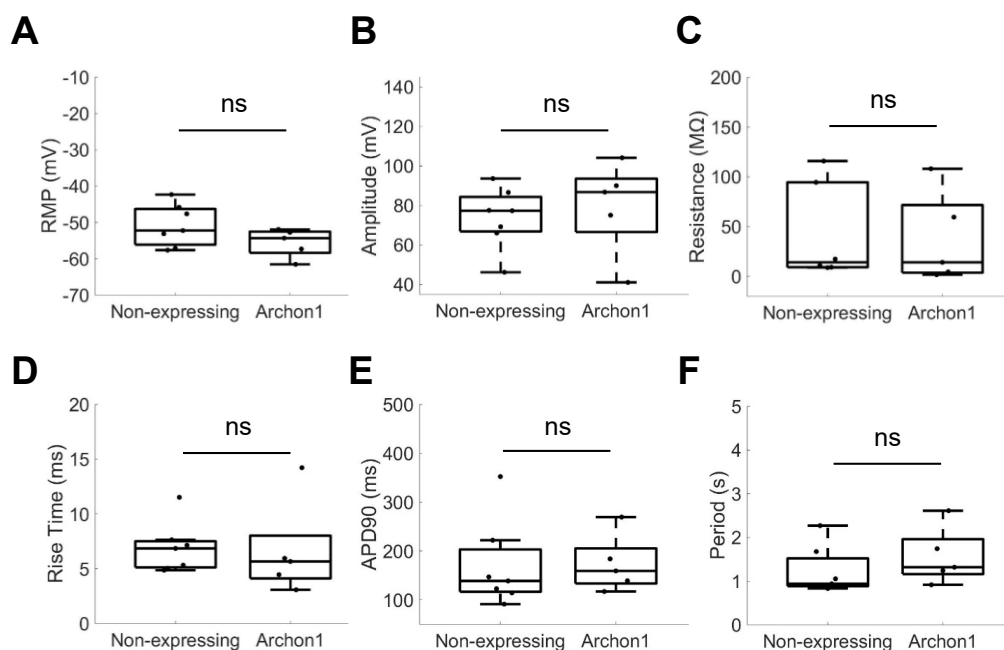 A
RMP (mV)
-10
-20
-30
-40
-50
-60
-70
ns
Non-expressing Archon1
B
Amplitude (mV)
140
120
100
80
60
40
ns
Non-expressing Archon1
C
Resistance (MΩ)
200
150
100
50
0
ns
Non-expressing Archon1
D
Rise Time (ms)
20
15
10
5
0
ns
Non-expressing Archon1
E
APD90 (ms)
500
400
300
200
100
ns
Non-expressing Archon1
F
Period (s)
5
4
3
2
1
0
ns
Non-expressing Archon1